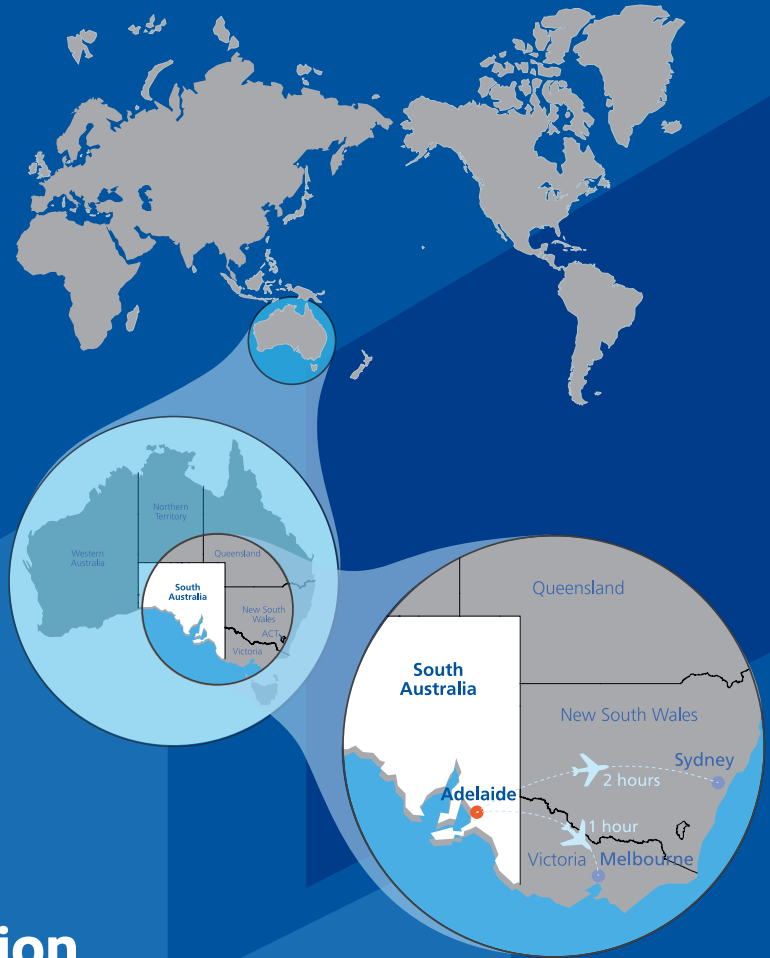 Northern
Territory
Western
Australia
Queensland
South
Australia
New South
Wales
ACT
Victoria
Queensland
South
Australia
New South Wales
Sydney
2 hours
Adelaide
1 hour
Victoria
Melbourne
ion